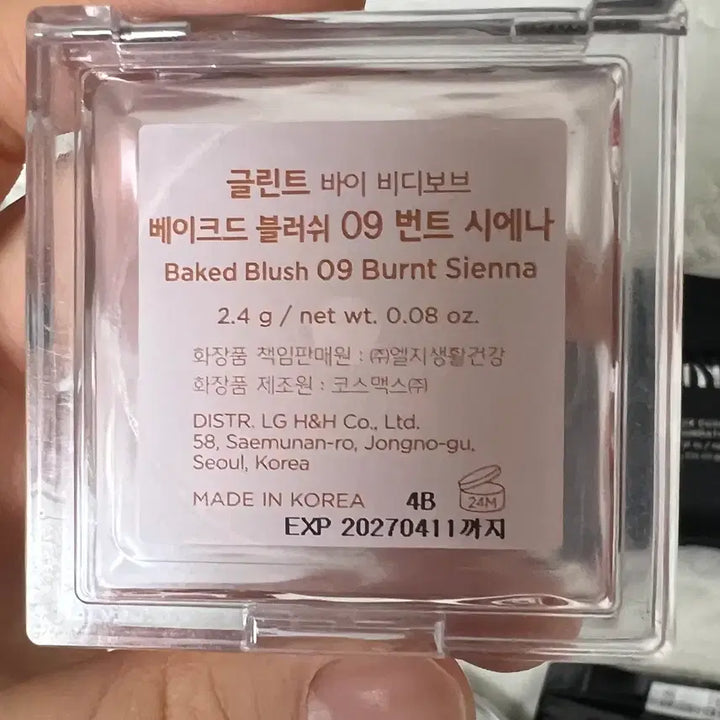 글린트 바이 비디보브
베이크드 블러쉬 09 번트 시에나
Baked Blush 09 Burnt Sienna
2.4 g / net wt. 0.08 oz.
화장품 책임판매원 : ㈜엘지생활건강
화장품 제조원 : 코스맥스㈜
DISTR. LG H&H Co., Ltd.
58, Saemunan-ro, Jongno-gu,
Seoul, Korea
MADE IN KOREA 4B 24M
EXP 20270411까지